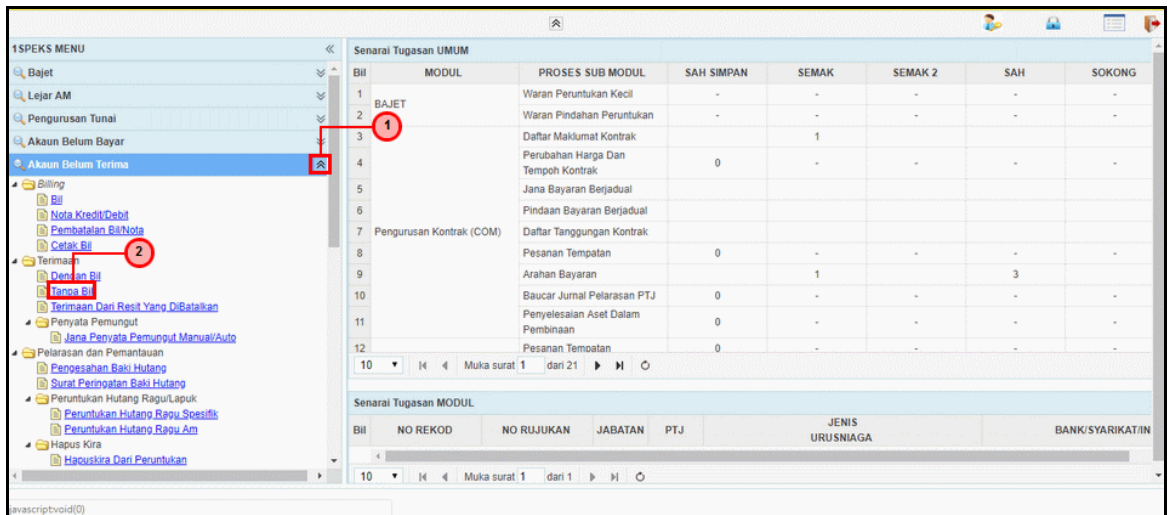 1SPEKS MENU
Bajet
Lejar AM
Pengurusan Tunai
Akaun Belum Bayar
Akaun Belum Terima
1
Billing
Bil
Nota Kredit/Debit
Pembatalan Bil/Nota
Cetak Bil
2
Terimaan
Dengan Bil
Tanpa Bil
Terimaan Dari Resit Yang DiBatalkan
Penyata Pemungut
Jana Penyata Pemungut Manual/Auto
Pelarasan dan Pemantauan
Pengesahan Baki Hutang
Surat Peringatan Baki Hutang
Peruntukan Hutang Ragu/Lapuk
Peruntukan Hutang Ragu Spesifik
Peruntukan Hutang Ragu Am
Hapus Kira
Hapuskira Dari Peruntukan
Senarai Tugasan UMUM
Bil MODUL PROSES SUB MODUL SAH SIMPAN SEMAK SEMAK 2 SAH SOKONG
1 BAJET Waran Peruntukan Kecil - - - - -
2 Waran Pindahan Peruntukan - - - - -
3 Daftar Maklumat Kontrak 1
4 Perubahan Harga Dan Tempoh Kontrak 0 - - - -
5 Jana Bayaran Berjadual
6 Pindaan Bayaran Berjadual
7 Pengurusan Kontrak (COM) Daftar Tanggungan Kontrak
8 Pesanan Tempatan 0 - - - -
9 Arahan Bayaran 1 3
10 Baucar Jurnal Pelarasan PTJ 0 - - - -
11 Penyelesaian Aset Dalam Pembinaan 0 - - - -
12 Pesanan Tempatan 0 - - - -
10 Muka surat 1 dari 21
Senarai Tugasan MODUL
Bil NO REKOD NO RUJUKAN JABATAN PTJ JENIS URUSNIAGA BANK/SYARIKAT/IN
10 Muka surat 1 dari 1
javascript:void(0)